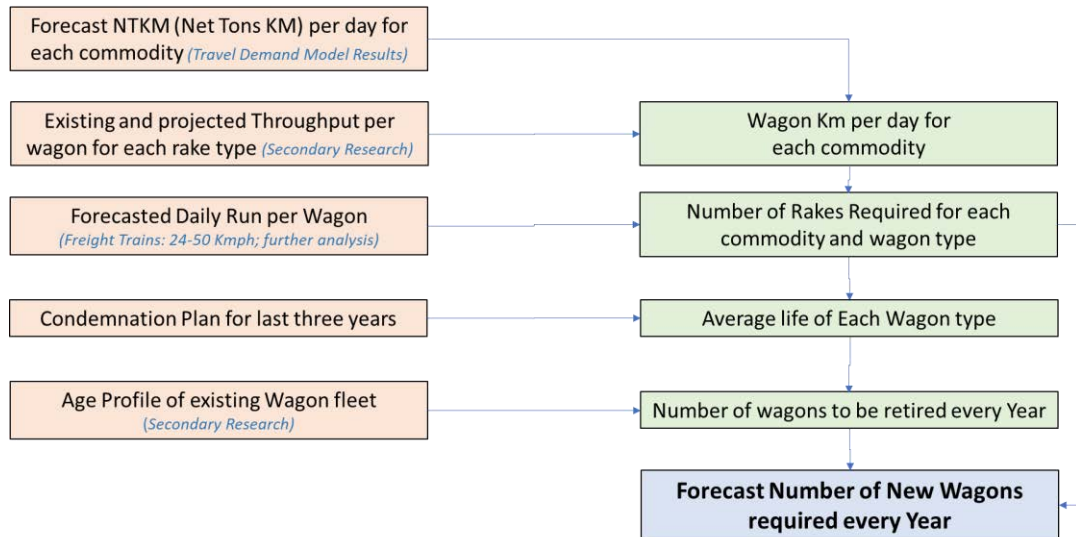 Forecast NTKM (Net Tons KM) per day for
each commodity (Travel Demand Model Results)
Existing and projected Throughput per
wagon for each rake type (Secondary Research)
Wagon Km per day for
each commodity
Forecasted Daily Run per Wagon
(Freight Trains: 24-50 Kmph; further analysis)
Number of Rakes Required for each
commodity and wagon type
Condemnation Plan for last three years
Average life of Each Wagon type
Age Profile of existing Wagon fleet
(Secondary Research)
Number of wagons to be retired every Year
Forecast Number of New Wagons
required every Year